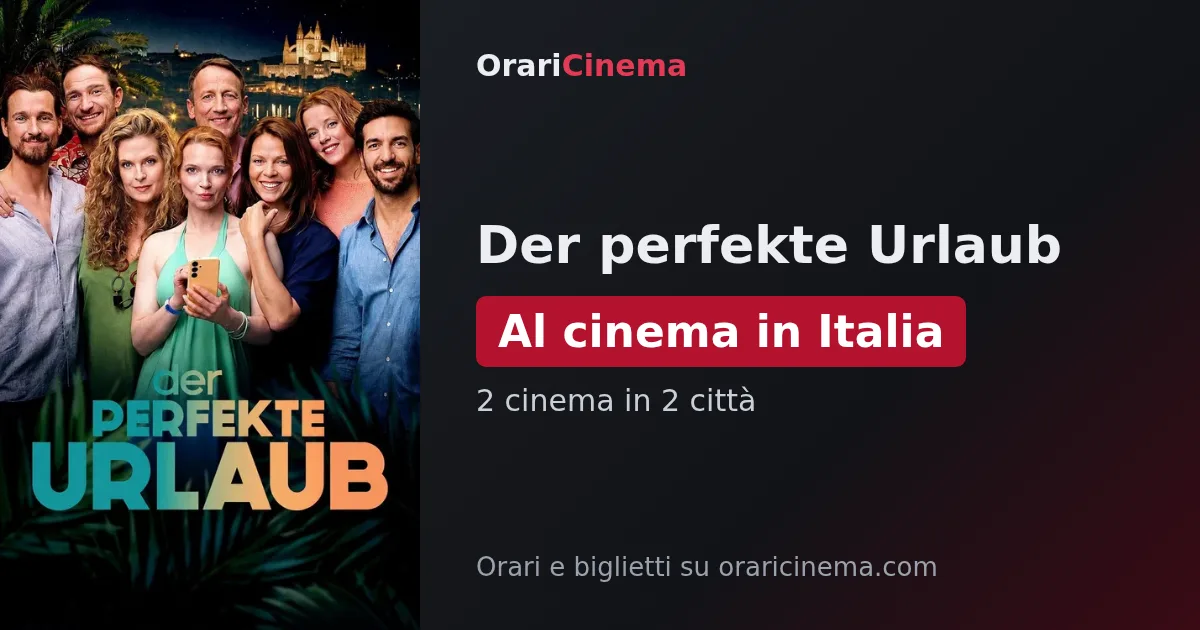 der
PERFEKTE
URLAUB
OrariCinema
Der perfekte Urlaub
Al cinema in Italia
2 cinema in 2 città
Orari e biglietti su oraricinema.com